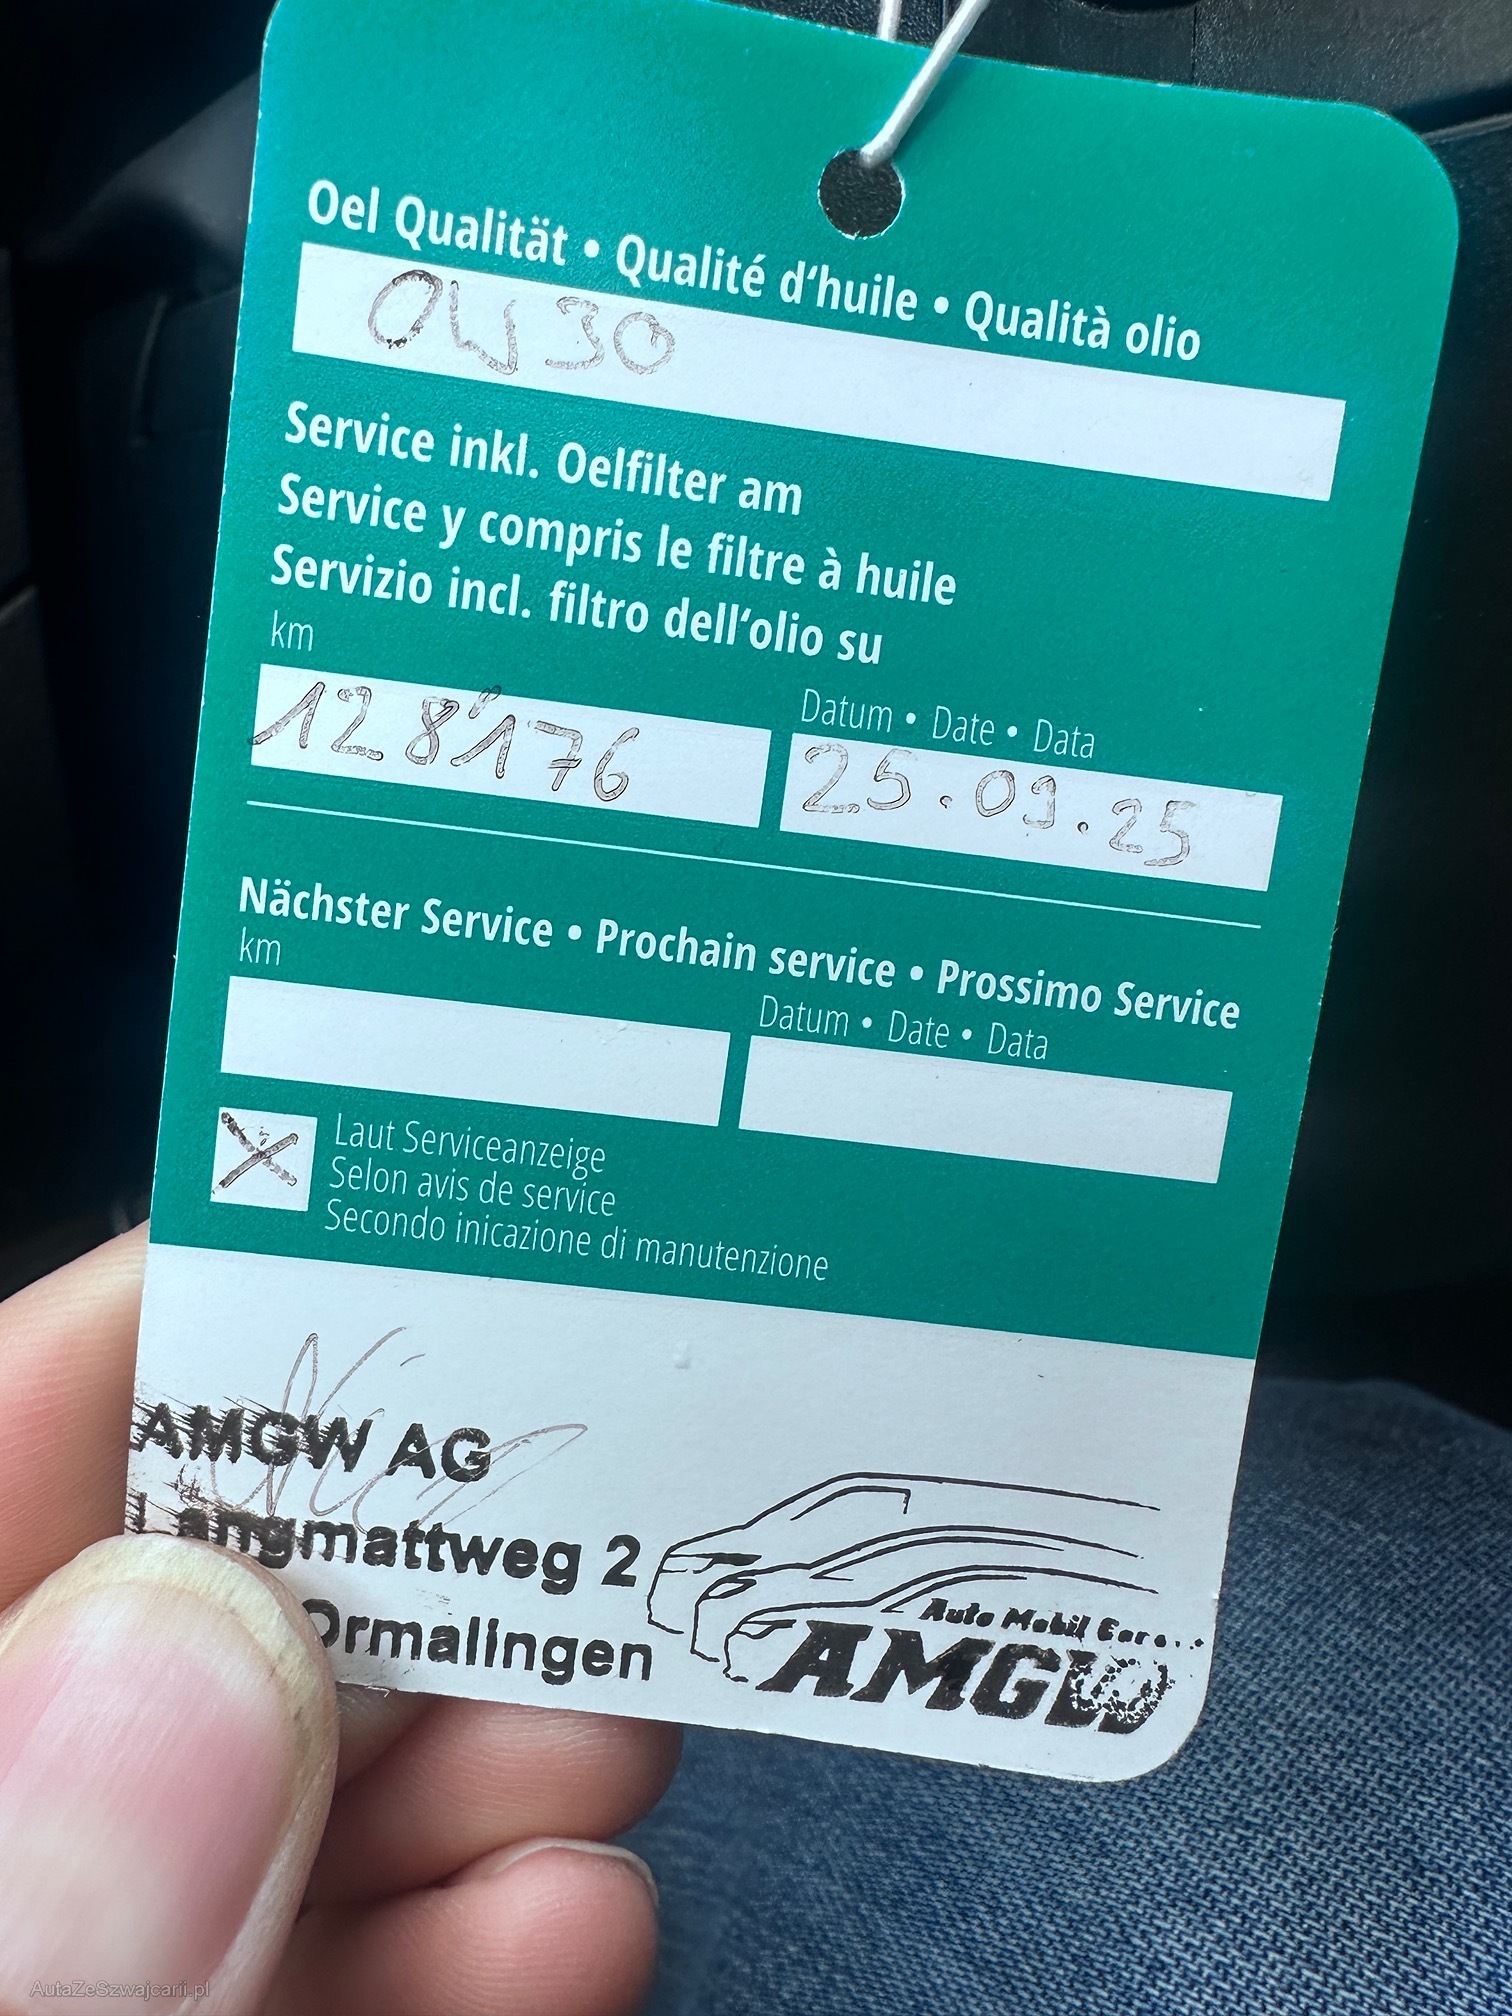 Oel Qualität • Qualité d'huile • Qualità olio
0W30
Service inkl. Oelfilter am
Service y compris le filtre à huile
Servizio incl. filtro dell'olio su
km
128'176
Datum • Date • Data
25.09.25
Nächster Service • Prochain service • Prossimo Service
km
Datum • Date • Data
X
Laut Serviceanzeige
Selon avis de service
Secondo inicazione di manutenzione
AMGW AG
Langmattweg 2
Ormalingen
Auto Mobil
AMGW
AutaZeSzwajcarii.pl